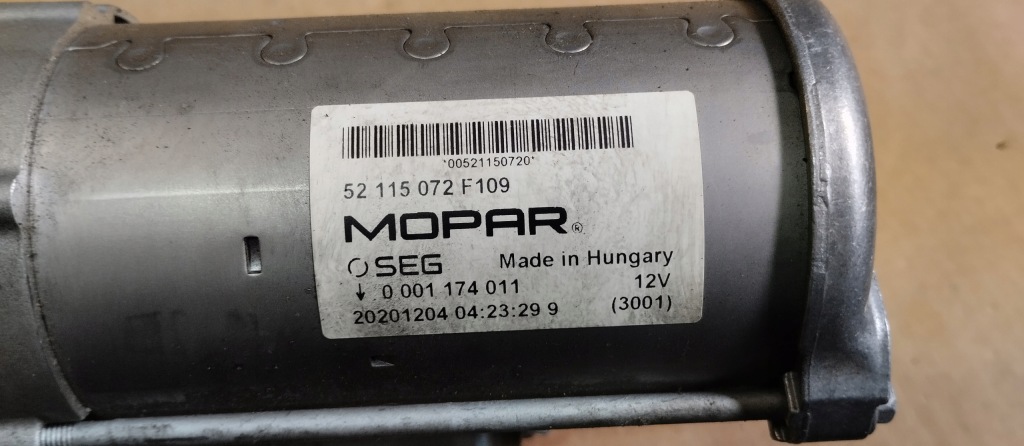 *00521150720*
52 115 072 F109
MOPAR®
SEG Made in Hungary
↓ 0 001 174 011 12V
20201204 04:23:29 9 (3001)